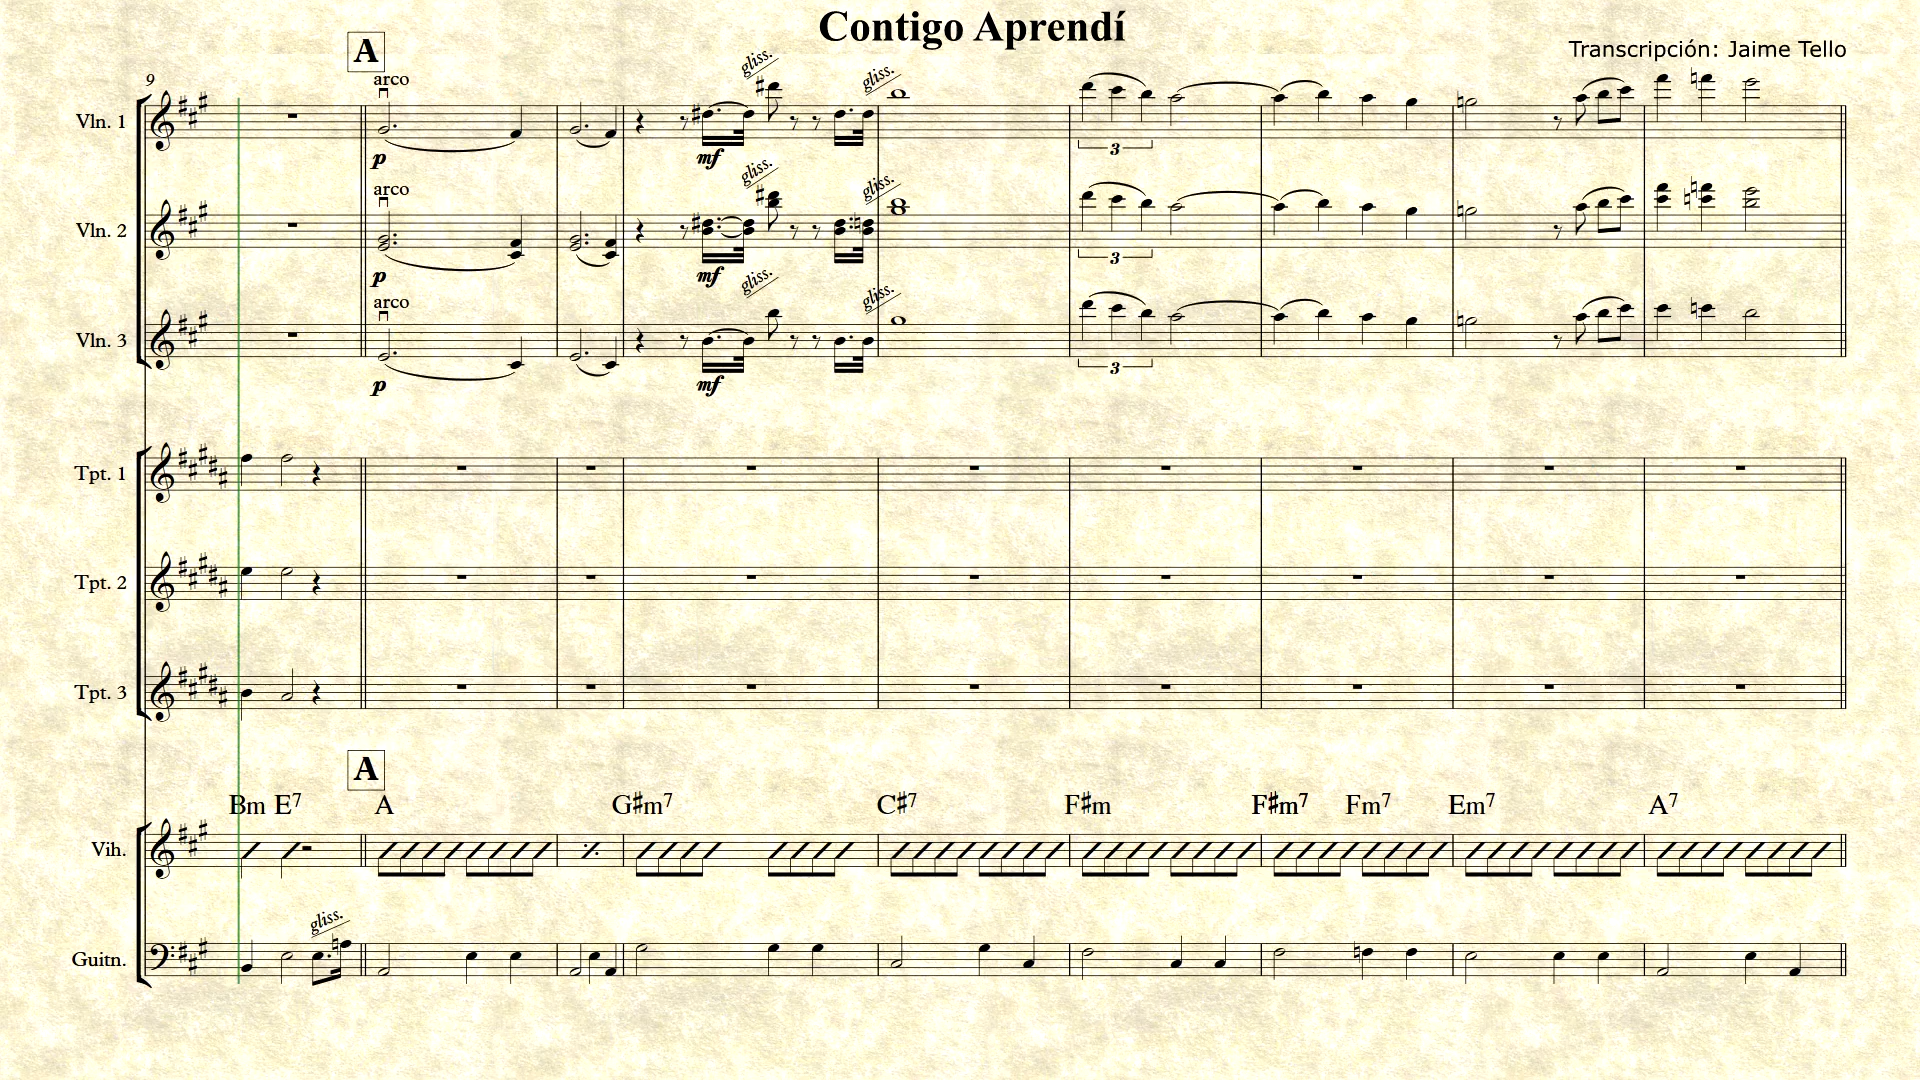 Contigo Aprendí
Transcripción: Jaime Tello
A
9
arco
gliss.
gliss.
Vln. 1
p
mf
3
arco
gliss.
gliss.
Vln. 2
p
mf
3
arco
gliss.
gliss.
Vln. 3
p
mf
3
Tpt. 1
Tpt. 2
Tpt. 3
A
Bm E7 A G#m7 C#7 F#m F#m7 Fm7 Em7 A7
Vih.
gliss.
Guitn.